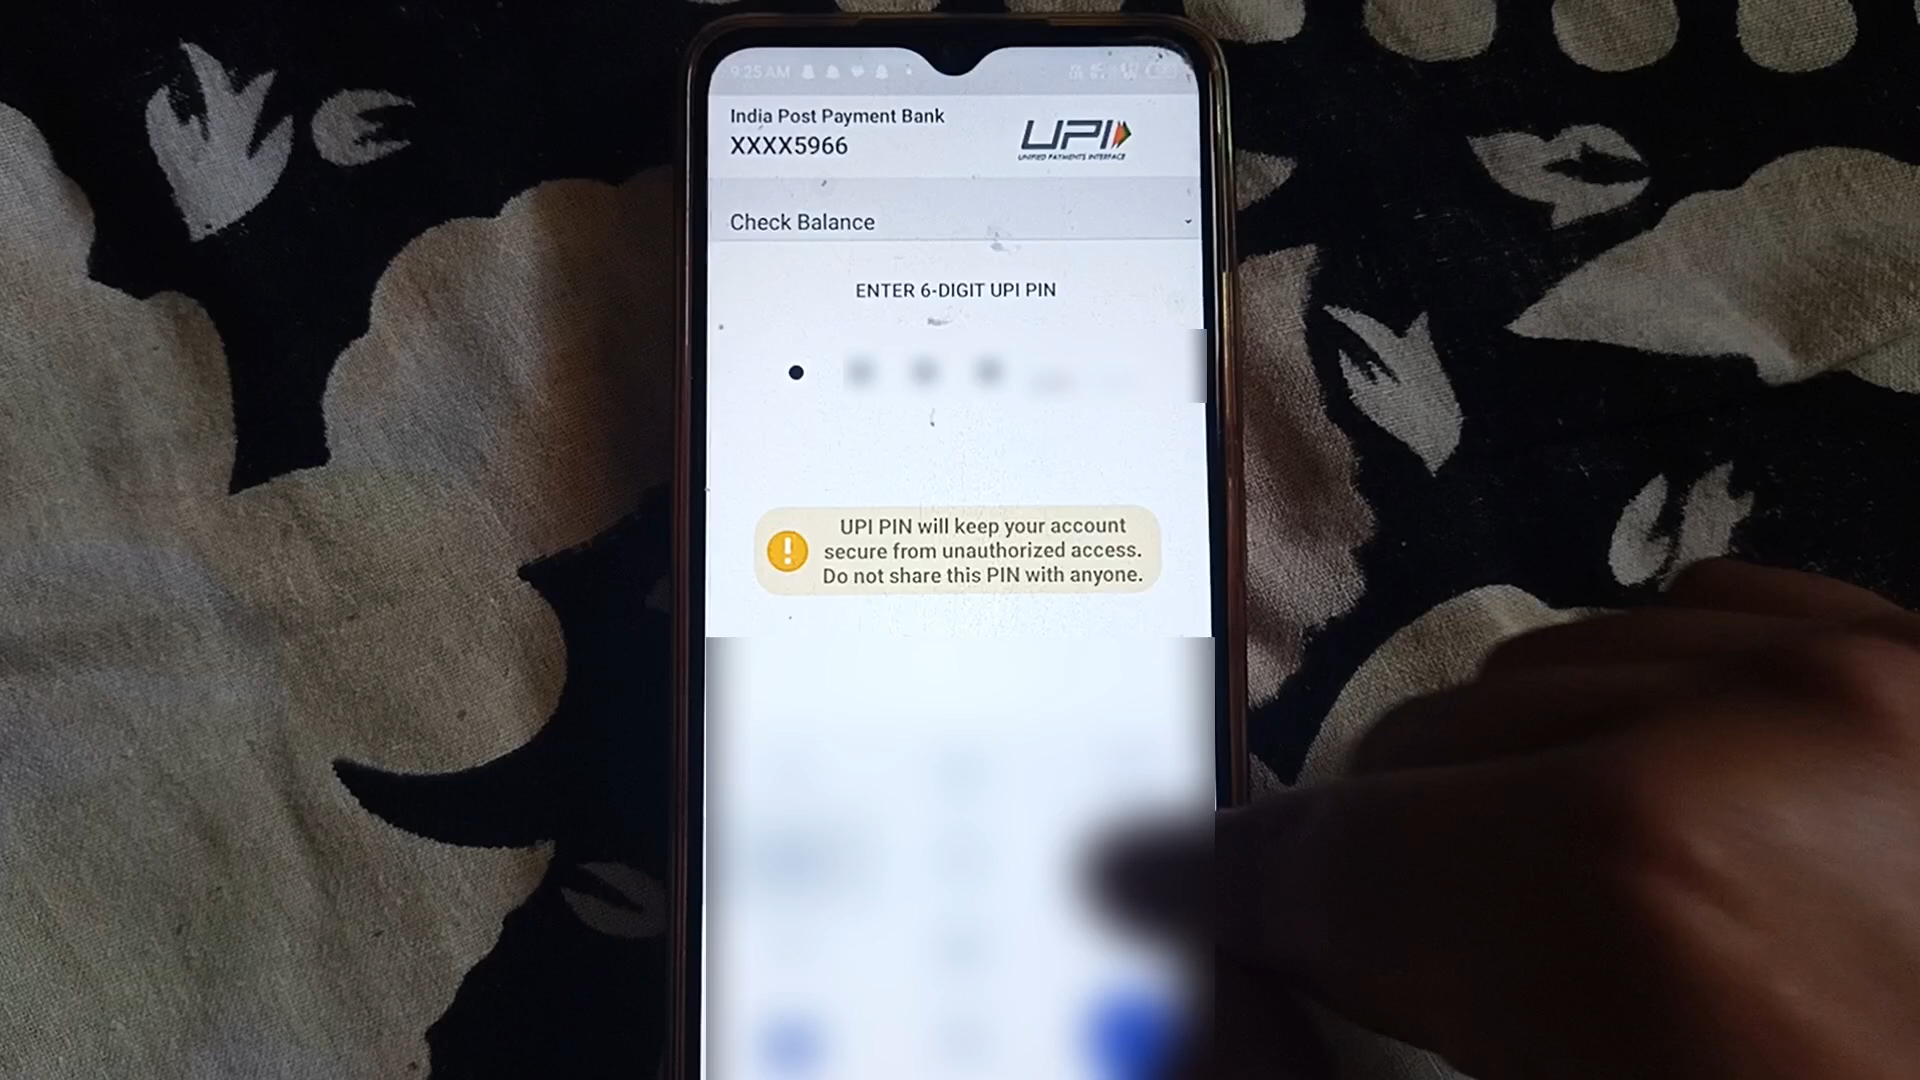 9:25 AM
India Post Payment Bank
XXXX5966
UPI
UNIFIED PAYMENTS INTERFACE
Check Balance
ENTER 6-DIGIT UPI PIN
UPI PIN will keep your account
secure from unauthorized access.
Do not share this PIN with anyone.